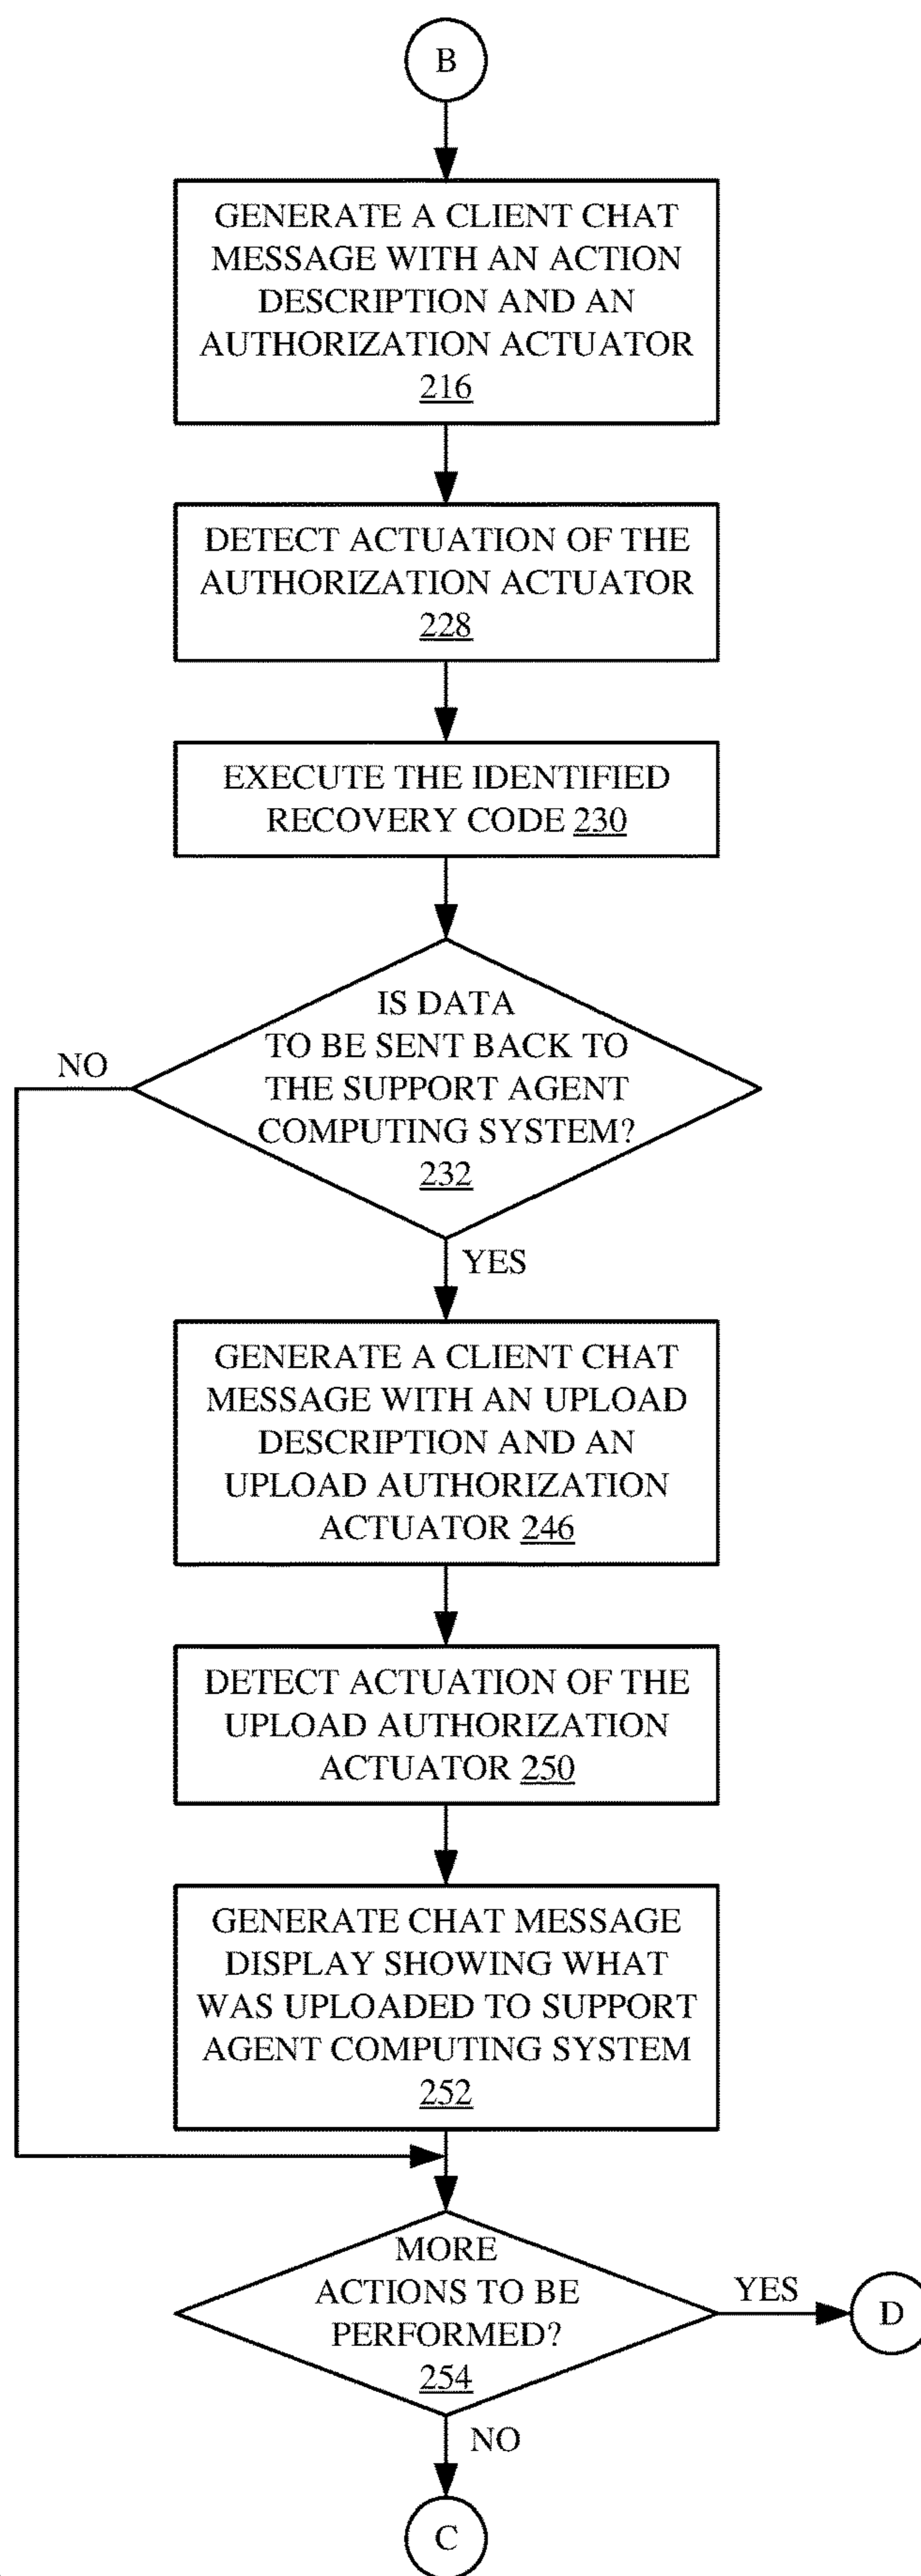 B
GENERATE A CLIENT CHAT
MESSAGE WITH AN ACTION
DESCRIPTION AND AN
AUTHORIZATION ACTUATOR
216
DETECT ACTUATION OF THE
AUTHORIZATION ACTUATOR
228
EXECUTE THE IDENTIFIED
RECOVERY CODE 230
IS DATA
TO BE SENT BACK TO
THE SUPPORT AGENT
COMPUTING SYSTEM?
232
NO
YES
GENERATE A CLIENT CHAT
MESSAGE WITH AN UPLOAD
DESCRIPTION AND AN
UPLOAD AUTHORIZATION
ACTUATOR 246
DETECT ACTUATION OF THE
UPLOAD AUTHORIZATION
ACTUATOR 250
GENERATE CHAT MESSAGE
DISPLAY SHOWING WHAT
WAS UPLOADED TO SUPPORT
AGENT COMPUTING SYSTEM
252
MORE
ACTIONS TO BE
PERFORMED?
254
YES
D
NO
C